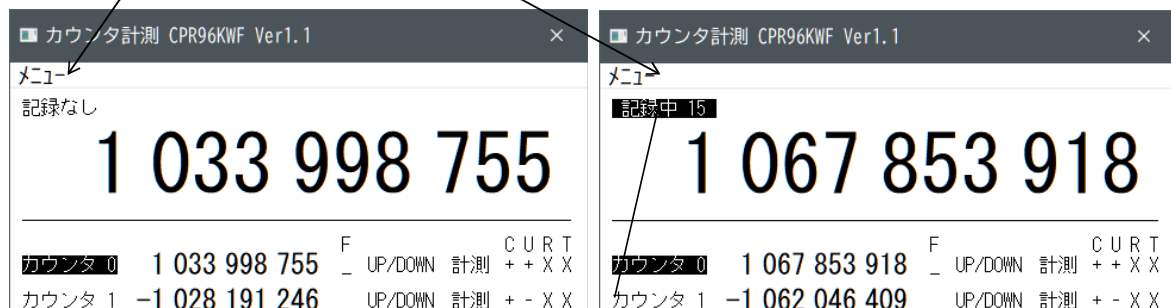 カウンタ計測 CPR96KWF Ver1.1 ×
メニュー
記録なし
1 033 998 755
F CURT
カウンタ 0 1 033 998 755 _ UP/DOWN 計測 + + X X
カウンタ 1 -1 028 191 246 UP/DOWN 計測 + - X X
カウンタ計測 CPR96KWF Ver1.1 ×
メニュー
記録中 15
1 067 853 918
F CURT
カウンタ 0 1 067 853 918 _ UP/DOWN 計測 + + X X
カウンタ 1 -1 062 046 409 UP/DOWN 計測 + - X X